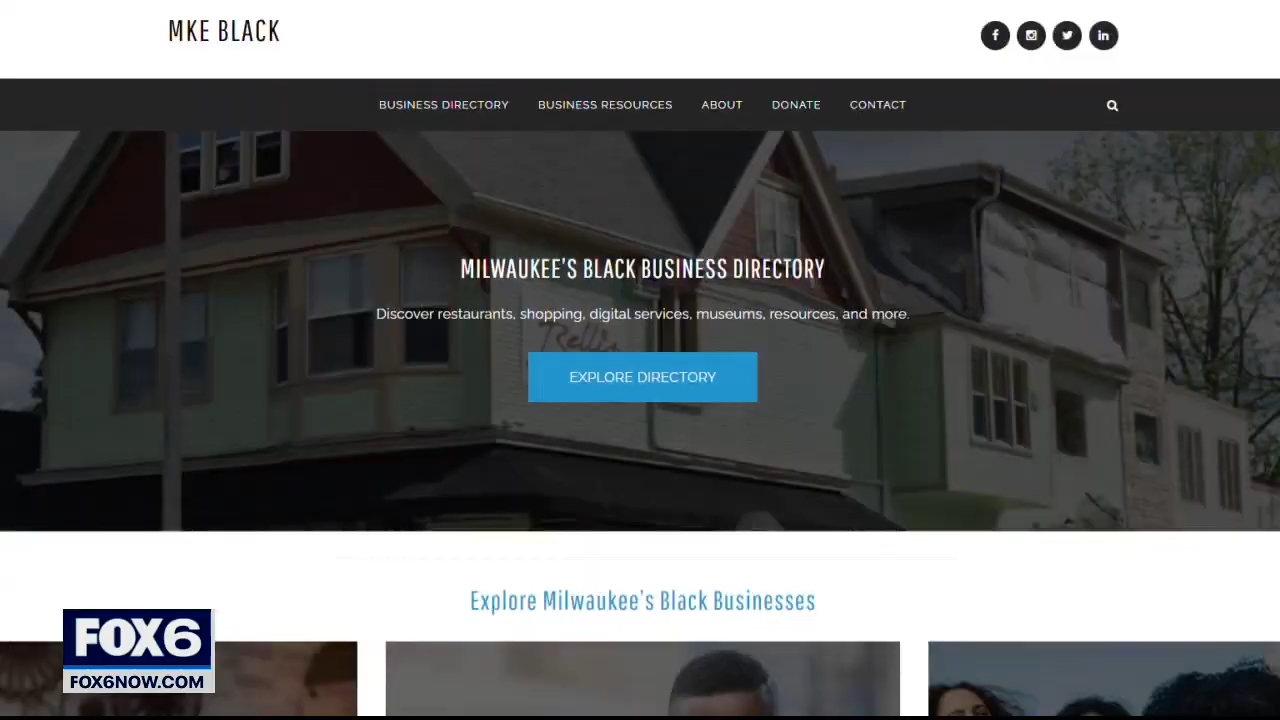 MKE BLACK
BUSINESS DIRECTORY BUSINESS RESOURCES ABOUT DONATE CONTACT
MILWAUKEE'S BLACK BUSINESS DIRECTORY
Discover restaurants, shopping, digital services, museums, resources, and more.
Rellis
EXPLORE DIRECTORY
Explore Milwaukee's Black Businesses
FOX6
FOX6NOW.COM